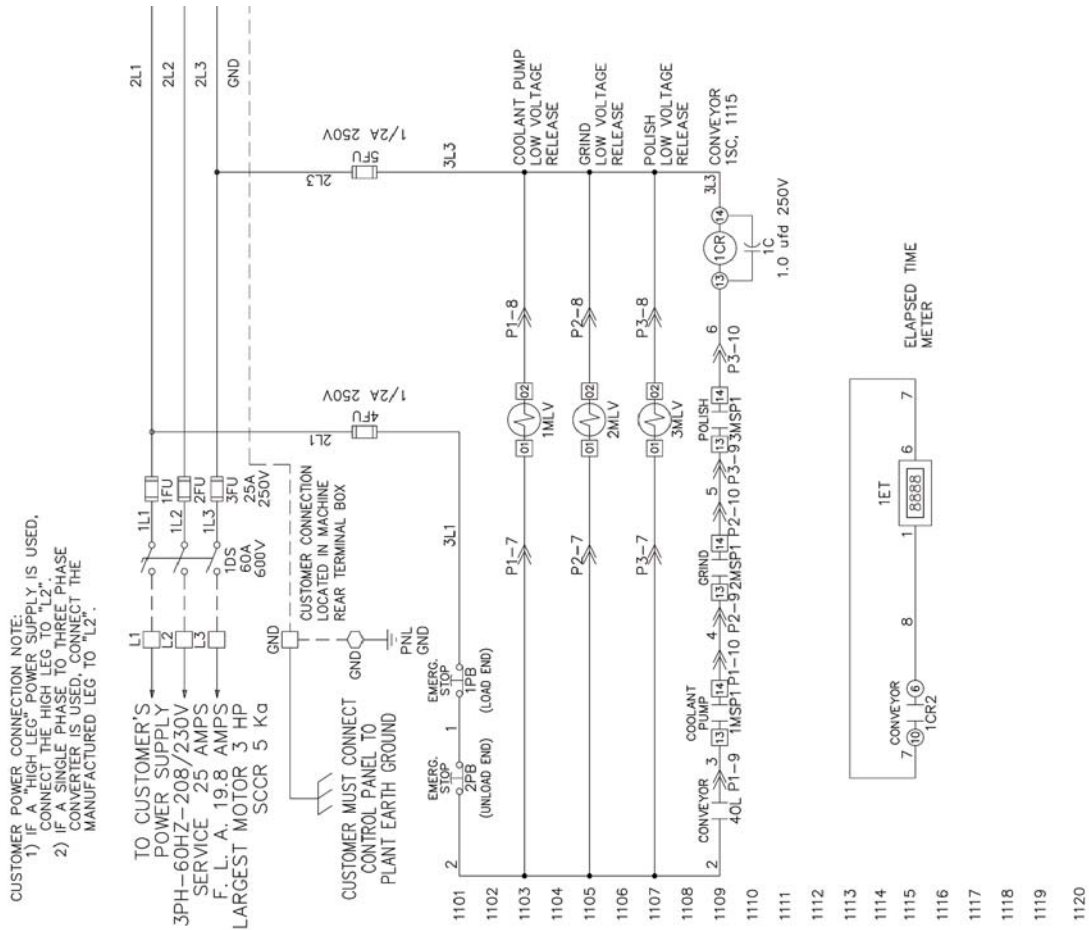 CUSTOMER POWER CONNECTION NOTE:
1) IF A "HIGH LEG" POWER SUPPLY IS USED,
CONNECT THE HIGH LEG TO "L2".
2) IF A SINGLE PHASE TO THREE PHASE
CONVERTER IS USED, CONNECT THE
MANUFACTURED LEG TO "L2".
TO CUSTOMER'S
POWER SUPPLY
3PH-60HZ-208/230V
SERVICE 25 AMPS
F. L. A. 19.8 AMPS
LARGEST MOTOR 3 HP
SCCR 5 Ka
L1
L2
L3
1L1
1L2
1L3
1DS
60A
600V
1FU
2FU
3FU
25A
250V
2L1
2L2
2L3
GND
CUSTOMER MUST CONNECT
CONTROL PANEL TO
PLANT EARTH GROUND
GND
CUSTOMER CONNECTION
LOCATED IN MACHINE
REAR TERMINAL BOX
GND
PNL
GND
2L1
4FU
1/2A 250V
2L3
5FU
1/2A 250V
1101
2
EMERG.
STOP
2PB
(UNLOAD END)
1
EMERG.
STOP
1PB
(LOAD END)
3L1
3L3
1102
1103
P1-7
01
02
1MLV
P1-8
COOLANT PUMP
LOW VOLTAGE
RELEASE
1104
1105
P2-7
01
02
2MLV
P2-8
GRIND
LOW VOLTAGE
RELEASE
1106
1107
P3-7
01
02
3MLV
P3-8
POLISH
LOW VOLTAGE
RELEASE
1108
1109
2
CONVEYOR
4OL
3
P1-9
COOLANT
PUMP
13
14
1MSP1
P1-10
4
P2-9
GRIND
13
14
2MSP1
P2-10
5
P3-9
POLISH
13
14
3MSP1
P3-10
6
13
1CR
14
3L3
1C
1.0 ufd 250V
CONVEYOR
1SC, 1115
1110
1111
1112
1113
1114
1115
7
CONVEYOR
10
6
1CR2
8
1
1ET
8888
6
7
ELAPSED TIME
METER
1116
1117
1118
1119
1120